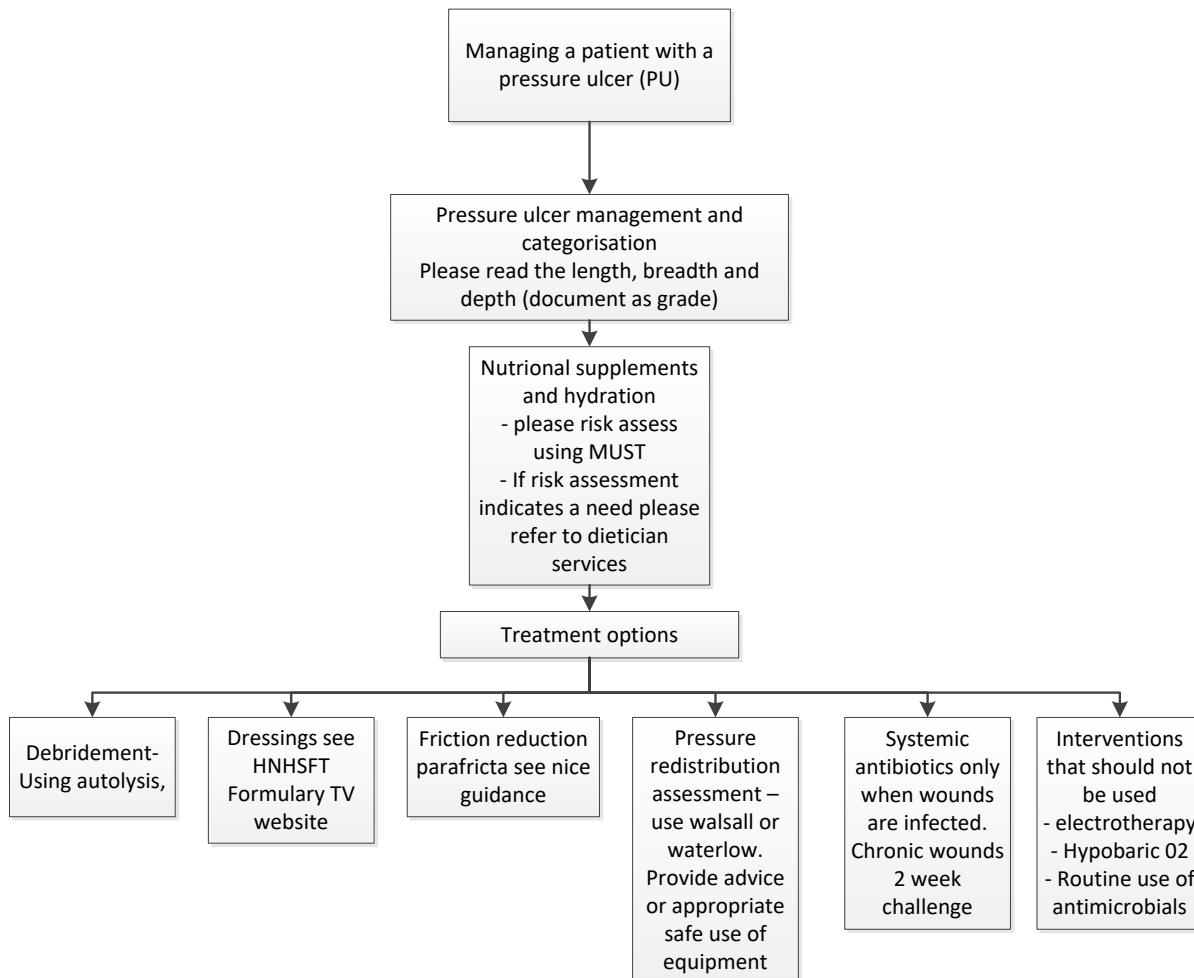 Managing a patient with a
pressure ulcer (PU)
Pressure ulcer management and
categorisation
Please read the length, breadth and
depth (document as grade)
Nutrional supplements
and hydration
- please risk assess
using MUST
- If risk assessment
indicates a need please
refer to dietician
services
Treatment options
Debridement-
Using autolysis,
Dressings see
HNHSFT
Formulary TV
website
Friction reduction
parafricta see nice
guidance
Pressure
redistribution
assessment –
use walsall or
waterlow.
Provide advice
or appropriate
safe use of
equipment
Systemic
antibiotics only
when wounds
are infected.
Chronic wounds
2 week
challenge
Interventions
that should not
be used
- electrotherapy
- Hypobaric 02
- Routine use of
antimicrobials